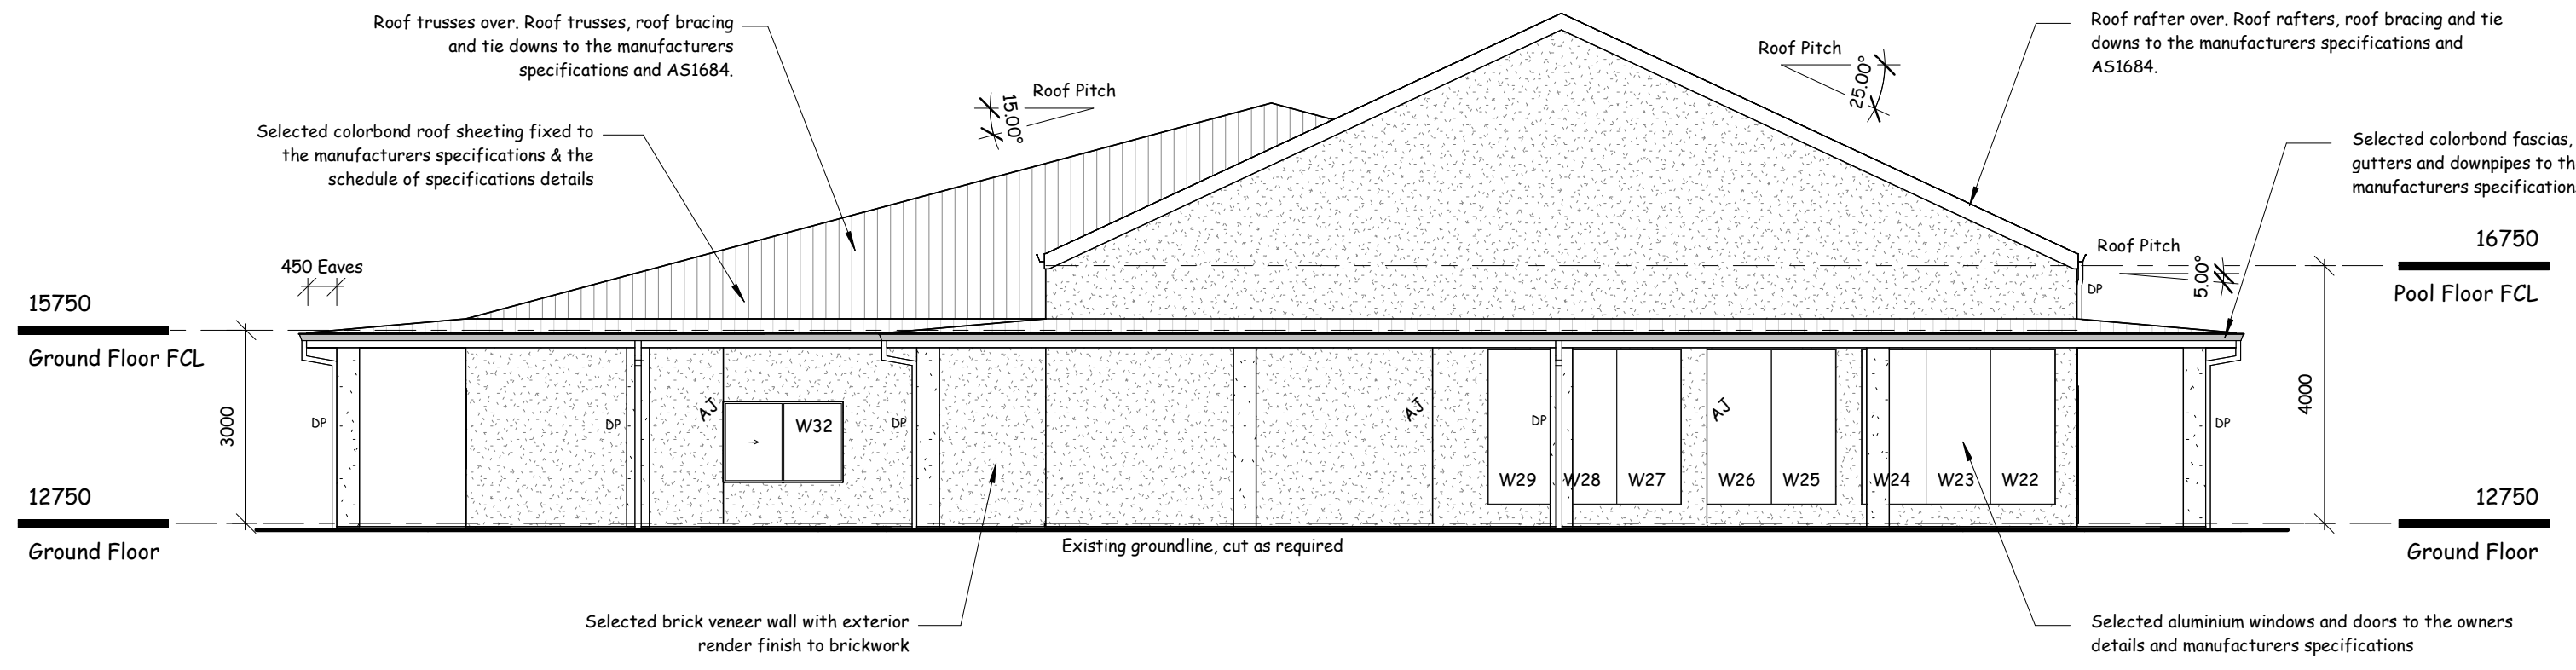 Roof trusses over. Roof trusses, roof bracing
and tie downs to the manufacturers
specifications and AS1684.
Selected colorbond roof sheeting fixed to
the manufacturers specifications & the
schedule of specifications details
450 Eaves
Roof Pitch
15.00°
Roof Pitch
25.00°
Roof rafter over. Roof rafters, roof bracing and tie
downs to the manufacturers specifications and
AS1684.
Selected colorbond fascias,
gutters and downpipes to th
manufacturers specification
Roof Pitch
5.00°
16750
Pool Floor FCL
15750
Ground Floor FCL
3000
4000
12750
Ground Floor
12750
Ground Floor
DP
DP
AJ
W32
DP
AJ
DP
AJ
DP
DP
W29
W28
W27
W26
W25
W24
W23
W22
Existing groundline, cut as required
Selected brick veneer wall with exterior
render finish to brickwork
Selected aluminium windows and doors to the owners
details and manufacturers specifications